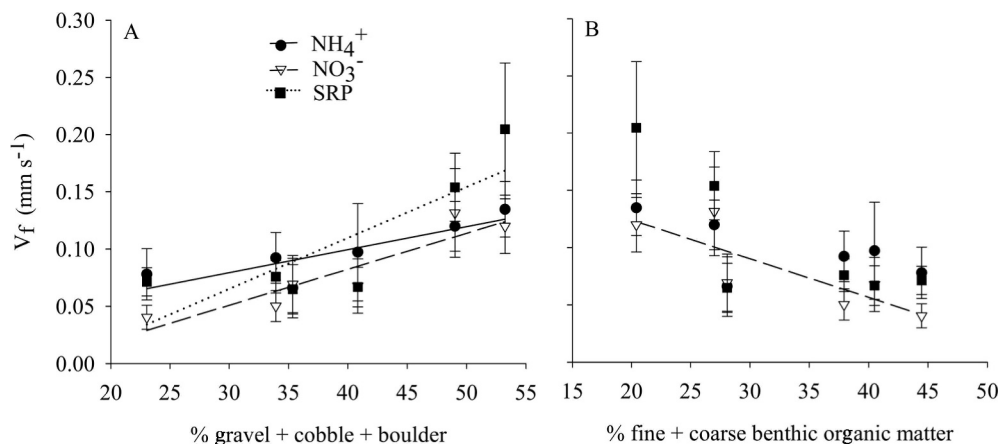 A
B
NH₄⁺
NO₃⁻
SRP
V_f (mm s⁻¹)
0.30
0.25
0.20
0.15
0.10
0.05
0.00
20 25 30 35 40 45 50 55
15 20 25 30 35 40 45 50
% gravel + cobble + boulder
% fine + coarse benthic organic matter